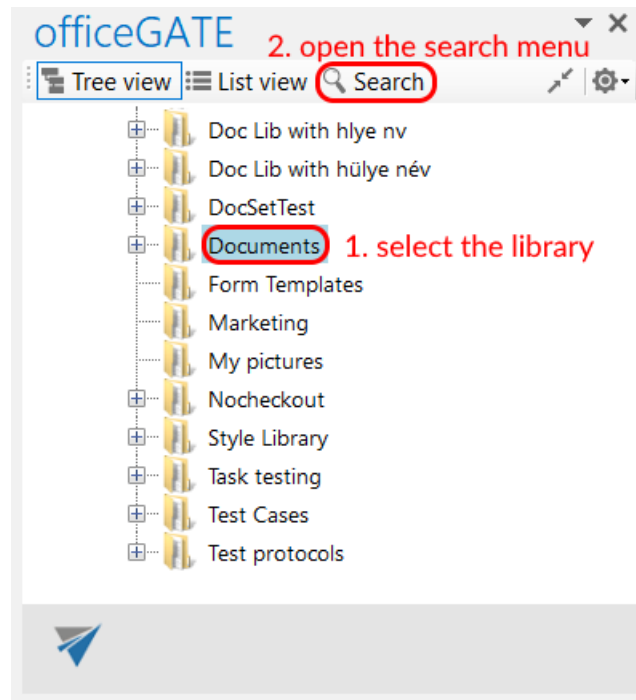 officeGATE
2. open the search menu
Tree view List view Search
Doc Lib with hlye nv
Doc Lib with hülye név
DocSetTest
Documents 1. select the library
Form Templates
Marketing
My pictures
Nocheckout
Style Library
Task testing
Test Cases
Test protocols